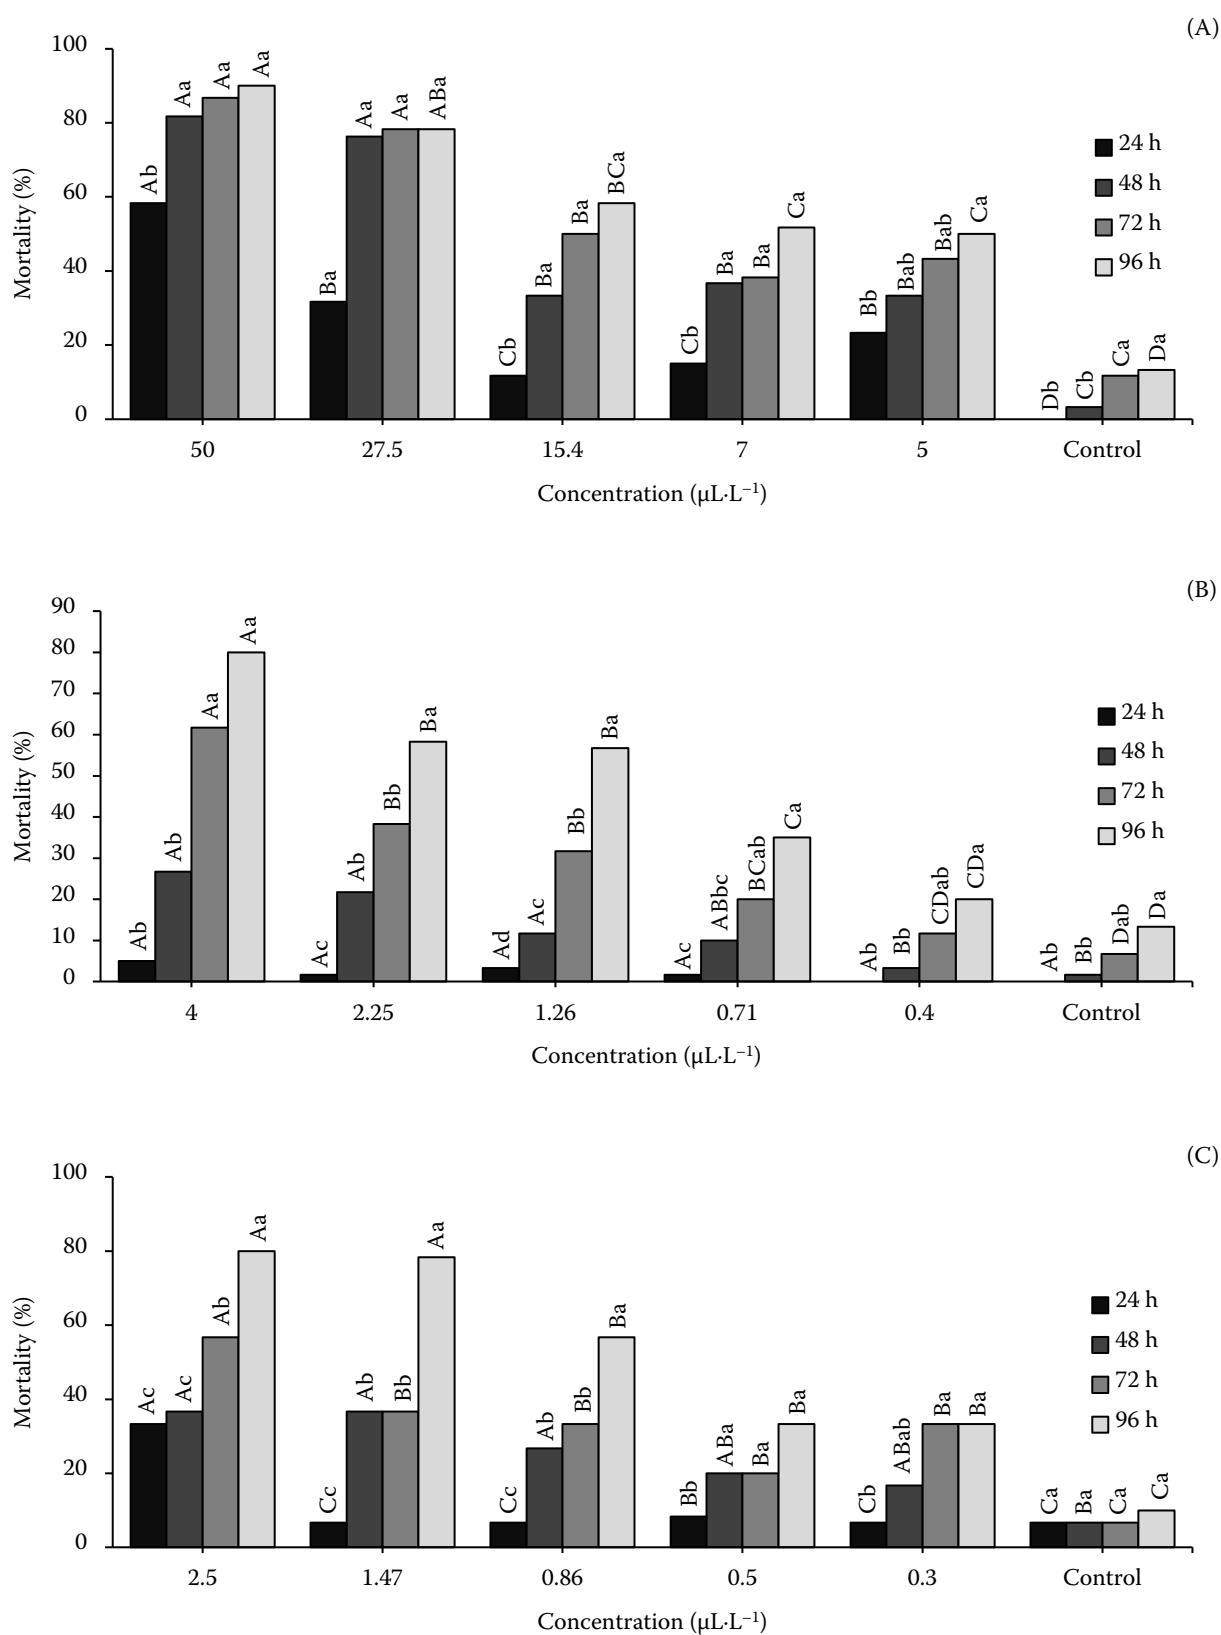 (A)
100
80
60
40
20
0
Mortality (%)
Ab
Aa
Aa
Aa
Ba
Aa
Aa
ABa
Cb
Ba
Ba
BCa
Cb
Ba
Ba
Ca
Bb
Bab
Bab
Ca
Db
Cb
Ca
Da
24 h
48 h
72 h
96 h
50
27.5
15.4
7
5
Control
Concentration (µL·L⁻¹)
(B)
90
80
70
60
50
40
30
20
10
0
Mortality (%)
Ab
Ab
Aa
Aa
Ac
Ab
Bb
Ba
Ad
Ac
Bb
Ba
Ac
ABbc
BCab
Ca
Ab
Bb
CDab
CDa
Ab
Bb
Dab
Da
24 h
48 h
72 h
96 h
4
2.25
1.26
0.71
0.4
Control
Concentration (µL·L⁻¹)
(C)
100
80
60
40
20
0
Mortality (%)
Ac
Ac
Ab
Aa
Cc
Ab
Bb
Aa
Cc
Ab
Bb
Ba
Bb
ABa
Ba
Ba
Cb
ABab
Ba
Ba
Ca
Ba
Ca
Ca
24 h
48 h
72 h
96 h
2.5
1.47
0.86
0.5
0.3
Control
Concentration (µL·L⁻¹)